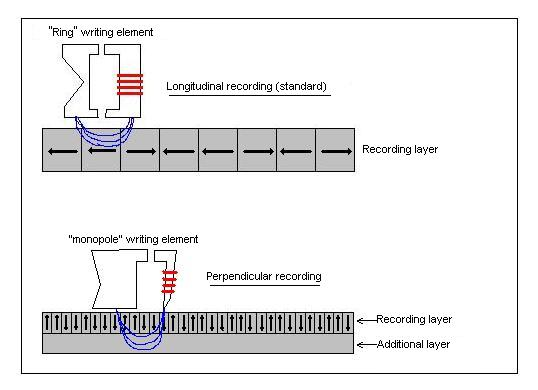 "Ring" writing element
Longitudinal recording (standard)
Recording layer
"monopole" writing element
Perpendicular recording
Recording layer
Additional layer